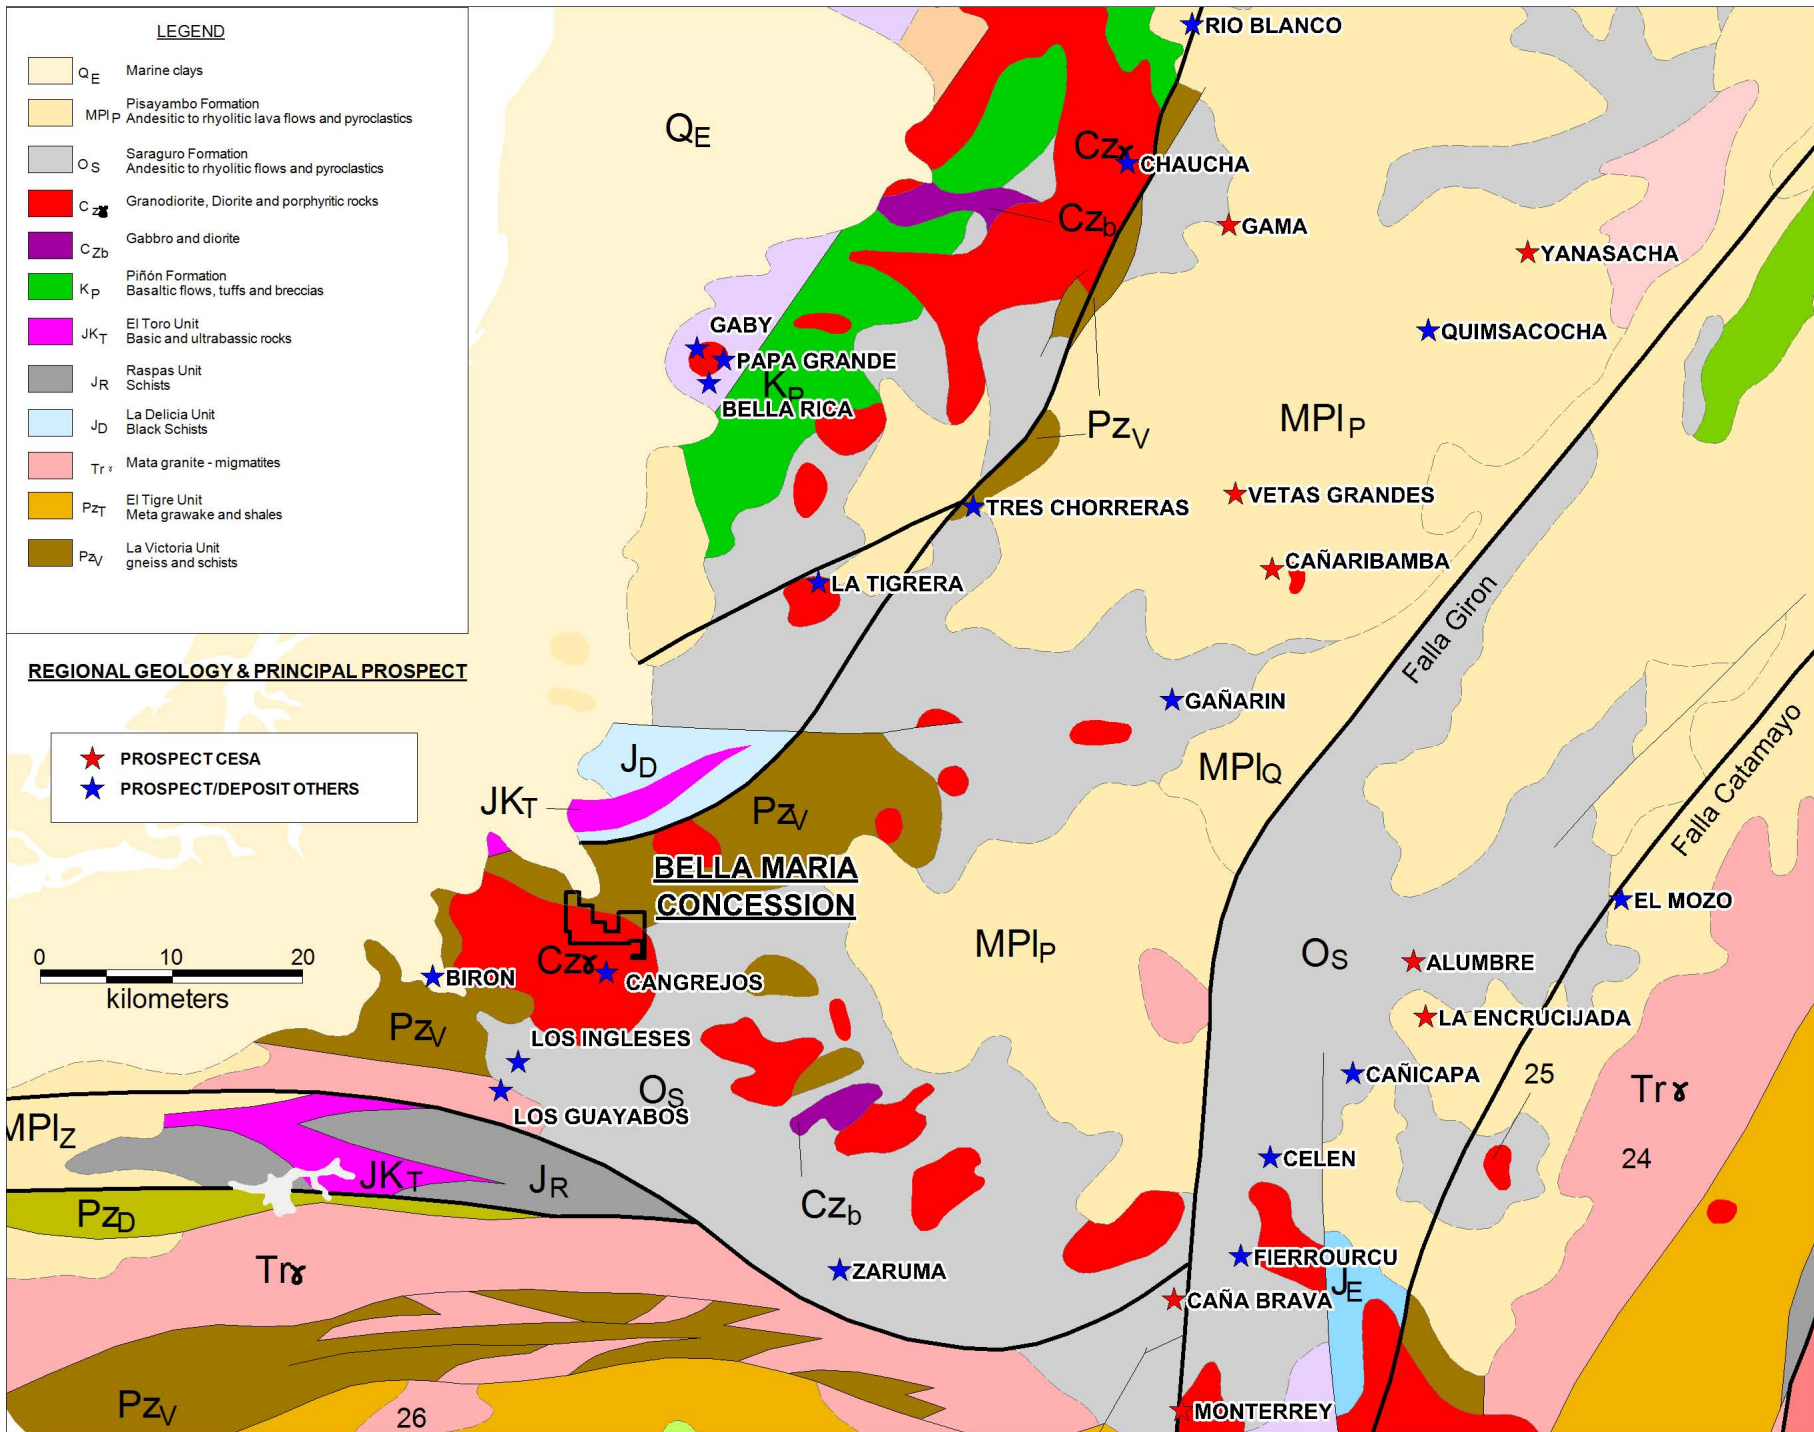 LEGEND
QE Marine clays
MPlP Pisayambo Formation
Andesitic to rhyolitic lava flows and pyroclastics
OS Saraguro Formation
Andesitic to rhyolitic flows and pyroclastics
Czɤ Granodiorite, Diorite and porphyritic rocks
CZb Gabbro and diorite
KP Piñón Formation
Basaltic flows, tuffs and breccias
JKT El Toro Unit
Basic and ultrabassic rocks
JR Raspas Unit
Schists
JD La Delicia Unit
Black Schists
Tr ɤ Mata granite - migmatites
PzT El Tigre Unit
Meta grawake and shales
PzV La Victoria Unit
gneiss and schists
REGIONAL GEOLOGY & PRINCIPAL PROSPECT
PROSPECT CESA
PROSPECT/DEPOSIT OTHERS
0 10 20
kilometers
RIO BLANCO
QE
Czɤ
CHAUCHA
Czb
GAMA
YANASACHA
GABY
QUIMSACOCHA
PAPA GRANDE
KP
BELLA RICA
PzV
MPlP
VETAS GRANDES
TRES CHORRERAS
CAÑARIBAMBA
LA TIGRERA
Falla Giron
GAÑARIN
JD
MPlQ
Falla Catamayo
JKT
PzV
BELLA MARIA
CONCESSION
EL MOZO
MPlP
OS
ALUMBRE
Czɤ
BIRON
CANGREJOS
LA ENCRUCIJADA
PzV
LOS INGLESES
CAÑICAPA
25
OS
Trɤ
LOS GUAYABOS
MPlZ
CELEN
24
JKT
JR
PzD
Czb
FIERROURCU
Trɤ
ZARUMA
JE
CAÑA BRAVA
PzV
26
MONTERREY